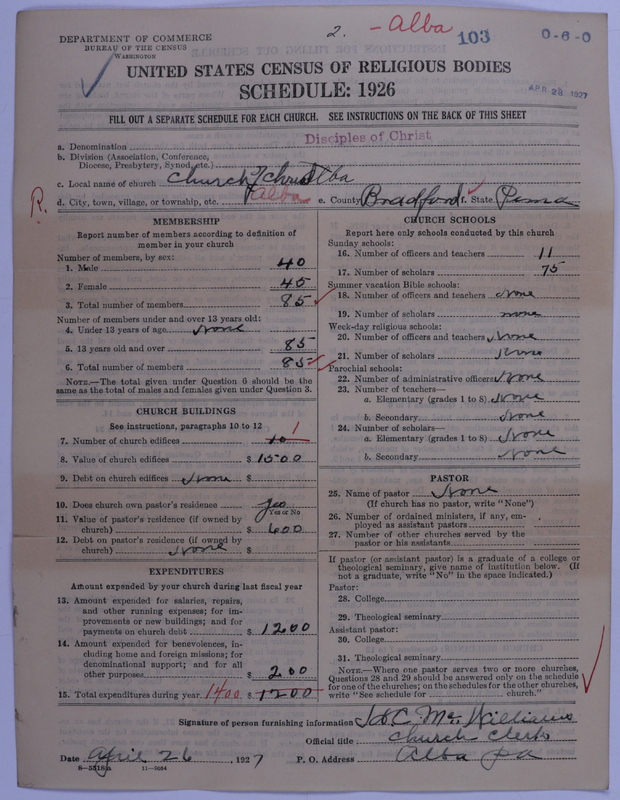 2. - Alba
103
0-6-0
DEPARTMENT OF COMMERCE
BUREAU OF THE CENSUS
WASHINGTON
UNITED STATES CENSUS OF RELIGIOUS BODIES
SCHEDULE: 1926
APR 28 1927
FILL OUT A SEPARATE SCHEDULE FOR EACH CHURCH. SEE INSTRUCTIONS ON THE BACK OF THIS SHEET
a. Denomination Disciples of Christ
b. Division (Association, Conference,
Diocese, Presbytery, Synod, etc.)
c. Local name of church Church of Christ Alba
R.
d. City, town, village, or township, etc. Alba e. County Bradford f. State Penna
MEMBERSHIP
Report number of members according to definition of
member in your church
Number of members, by sex:
1. Male 40
2. Female 45
3. Total number of members 85
Number of members under and over 13 years old:
4. Under 13 years of age None
5. 13 years old and over 85
6. Total number of members 85
NOTE.—The total given under Question 6 should be the
same as the total of males and females given under Question 3.
CHURCH BUILDINGS
See instructions, paragraphs 10 to 12
7. Number of church edifices 1
8. Value of church edifices $ 1500
9. Debt on church edifices None $
10. Does church own pastor's residence yes
Yes or No
11. Value of pastor's residence (if owned by
church) $ 600
12. Debt on pastor's residence (if owned by
church) None $
EXPENDITURES
Amount expended by your church during last fiscal year
13. Amount expended for salaries, repairs,
and other running expenses; for im-
provements or new buildings; and for
payments on church debt $ 1200
14. Amount expended for benevolences, in-
cluding home and foreign missions; for
denominational support; and for all
other purposes $ 200
15. Total expenditures during year 1400 $ 1200
CHURCH SCHOOLS
Report here only schools conducted by this church
Sunday schools:
16. Number of officers and teachers 11
17. Number of scholars 75
Summer vacation Bible schools:
18. Number of officers and teachers None
19. Number of scholars none
Week-day religious schools:
20. Number of officers and teachers None
21. Number of scholars None
Parochial schools:
22. Number of administrative officers None
23. Number of teachers—
a. Elementary (grades 1 to 8) None
b. Secondary None
24. Number of scholars—
a. Elementary (grades 1 to 8) None
b. Secondary None
PASTOR
25. Name of pastor None
(If church has no pastor, write "None")
26. Number of ordained ministers, if any, em-
ployed as assistant pastors
27. Number of other churches served by the
pastor or his assistants
If pastor (or assistant pastor) is a graduate of a college or
theological seminary, give name of institution below. (If
not a graduate, write "No" in the space indicated.)
Pastor:
28. College
29. Theological seminary
Assistant pastor:
30. College
31. Theological seminary
NOTE.—Where one pastor serves two or more churches,
Questions 28 and 29 should be answered only on the schedule
for one of the churches; on the schedules for the other churches,
write "See schedule for church."
Signature of person furnishing information Mc Williams
Official title Church Clerk
Date April 26, 1927 P. O. Address Alba Pa
8—5518a 11—9054